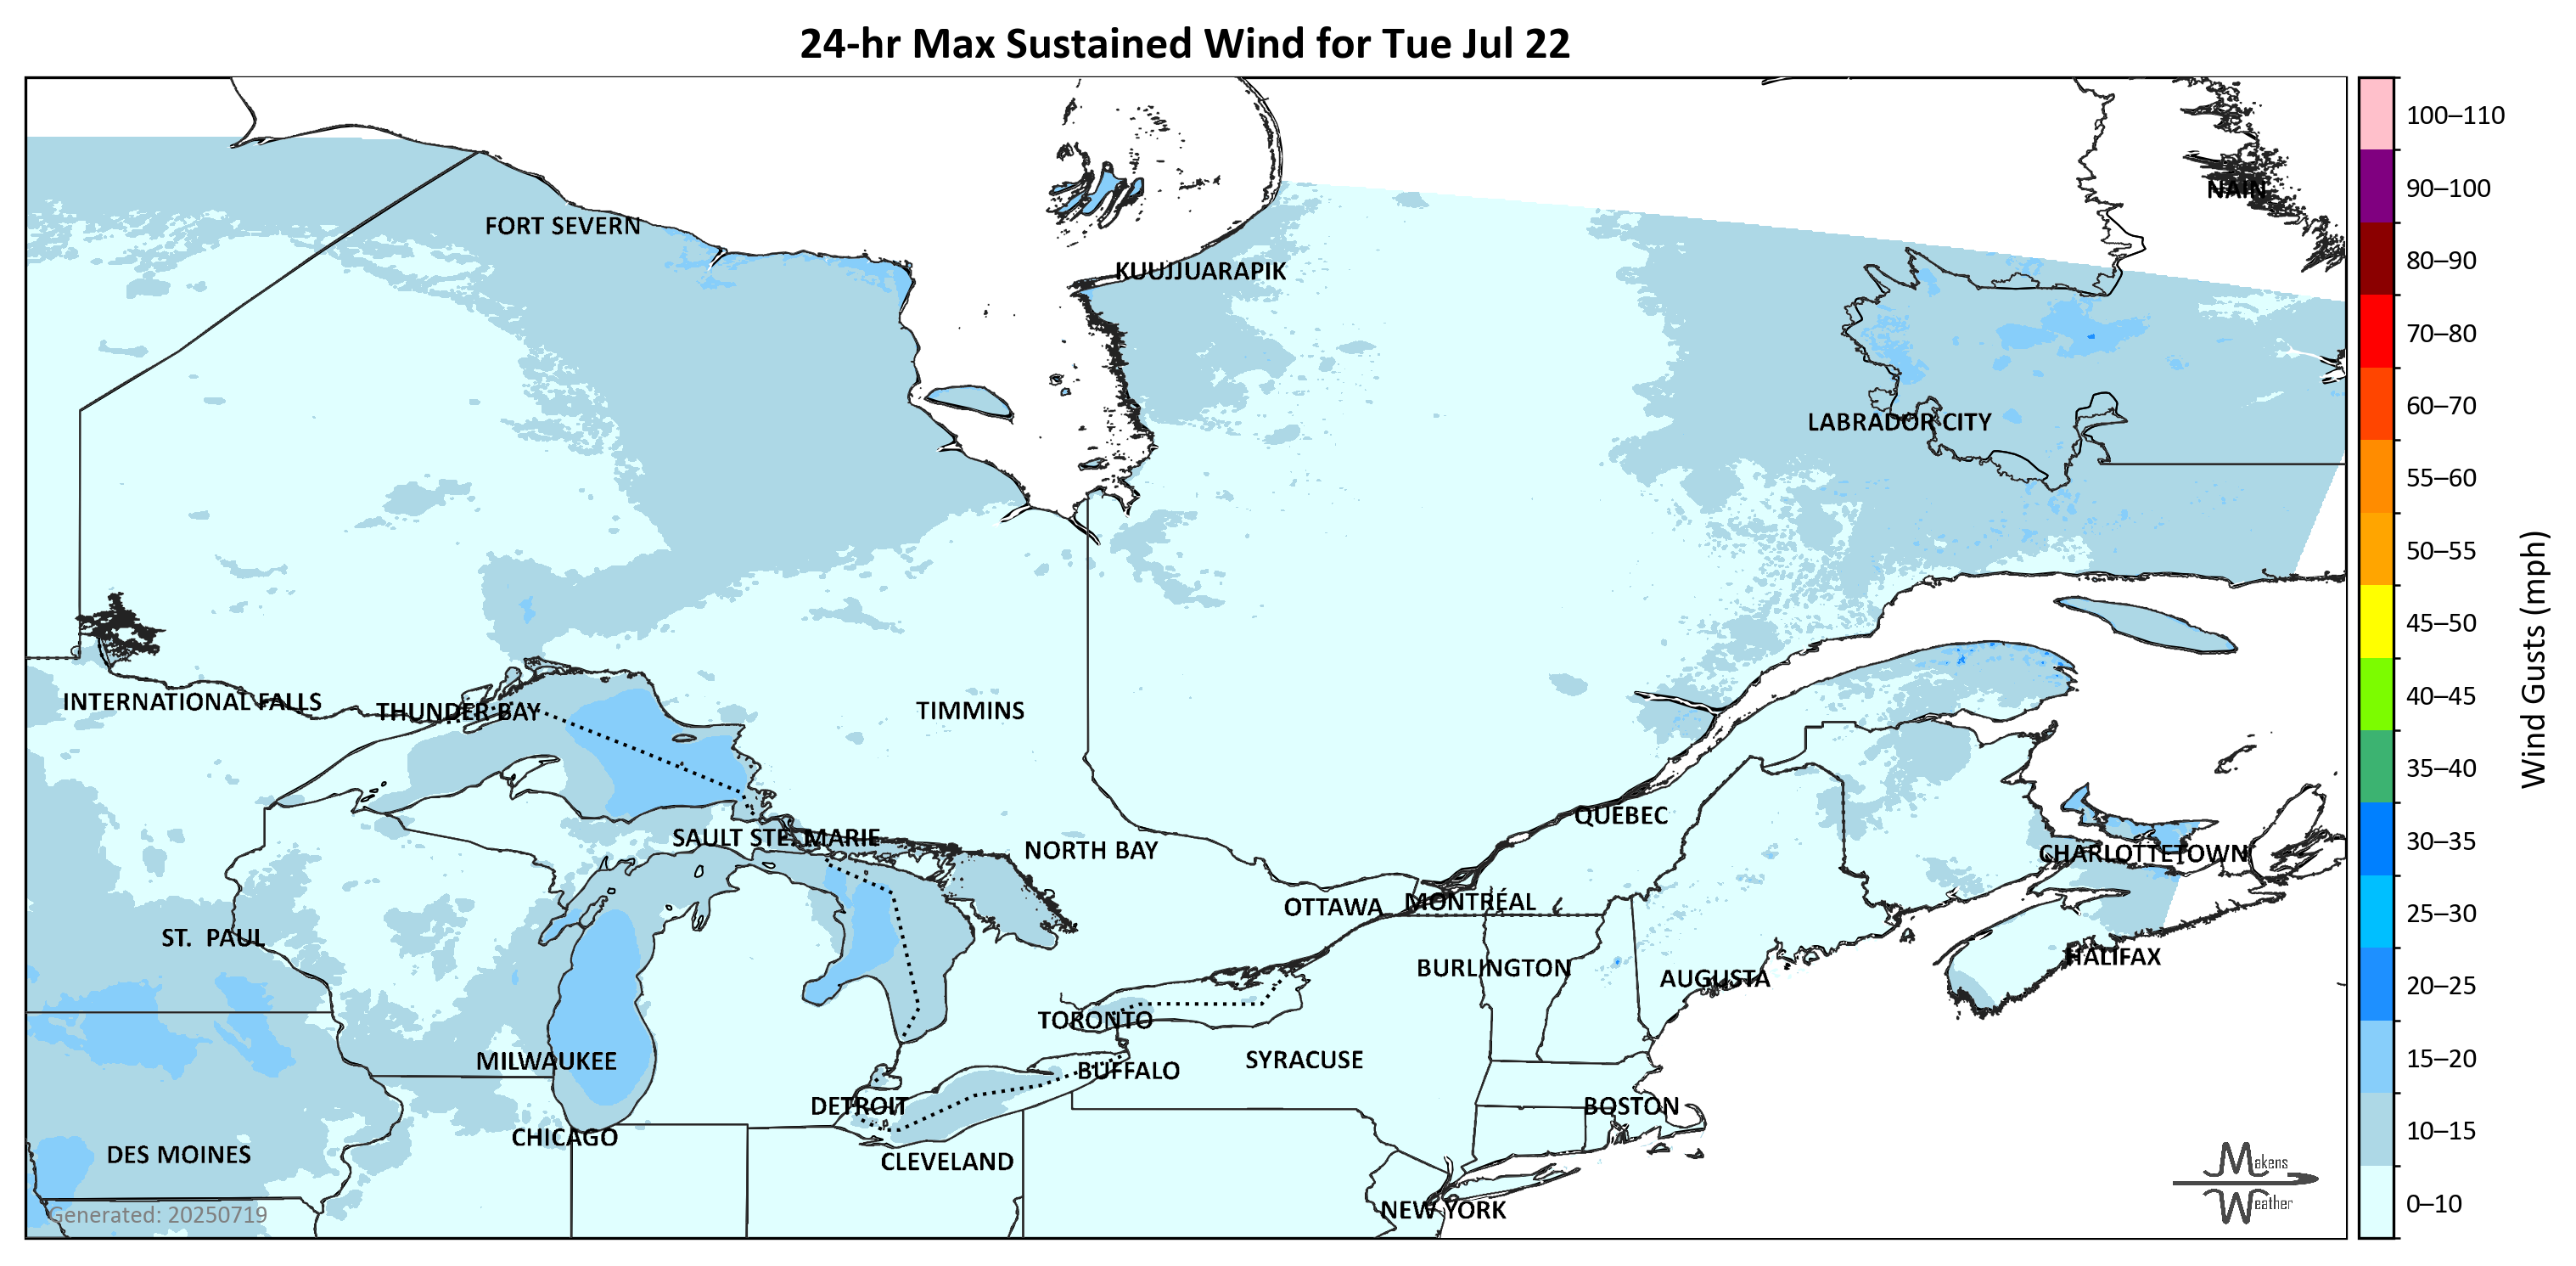 24-hr Max Sustained Wind for Tue Jul 22
100–110
90–100
NAIN
FORT SEVERN
80–90
KUUJJUARAPIK
70–80
60–70
LABRADOR CITY
55–60
50–55
45–50
Wind Gusts (mph)
40–45
INTERNATIONAL FALLS
THUNDER BAY
TIMMINS
35–40
QUEBEC
SAULT STE. MARIE
30–35
NORTH BAY
CHARLOTTETOWN
OTTAWA
MONTRÉAL
25–30
ST.  PAUL
HALIFAX
BURLINGTON
AUGUSTA
20–25
TORONTO
MILWAUKEE
SYRACUSE
15–20
BUFFALO
DETROIT
BOSTON
CHICAGO
10–15
DES MOINES
CLEVELAND
Makens
Weather
0–10
NEW YORK
Generated: 20250719